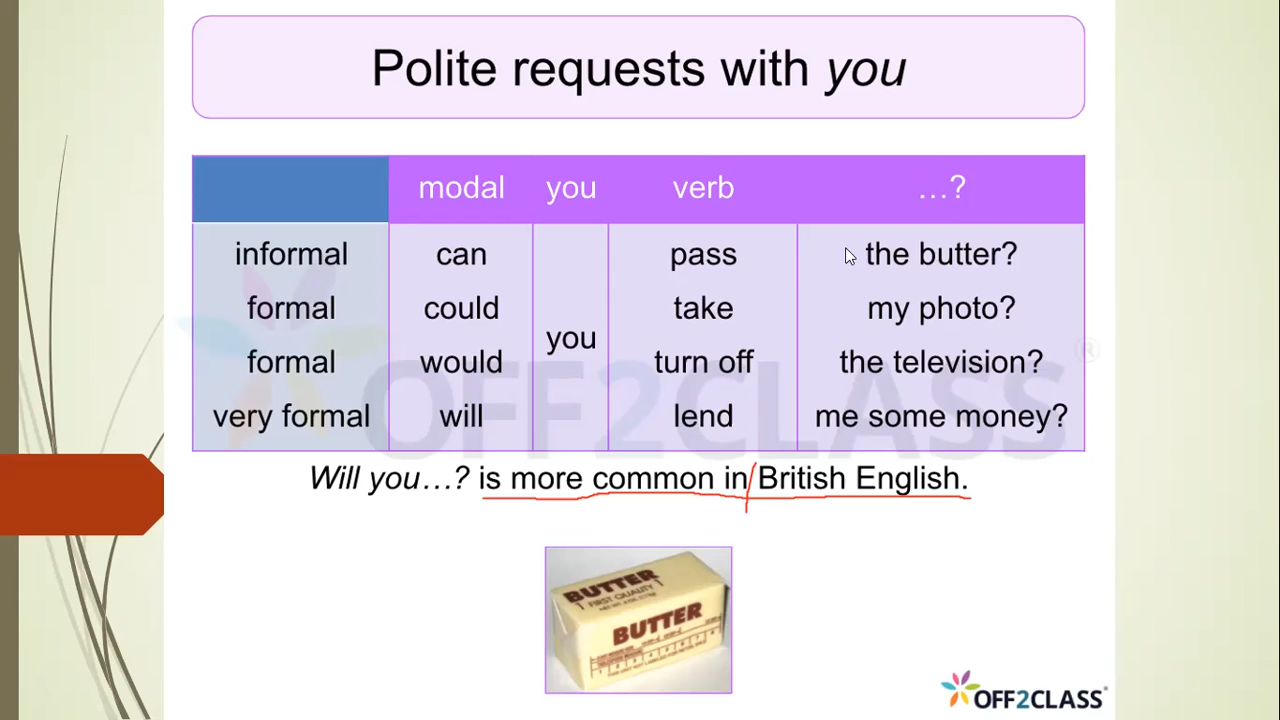 Polite requests with you
modal you verb …?
informal can pass the butter?
formal could take my photo?
you
formal would turn off the television?
very formal will lend me some money?
OFF2CLASS®
Will you…? is more common in British English.
BUTTER
FIRST QUALITY
BUTTER
OFF2CLASS®